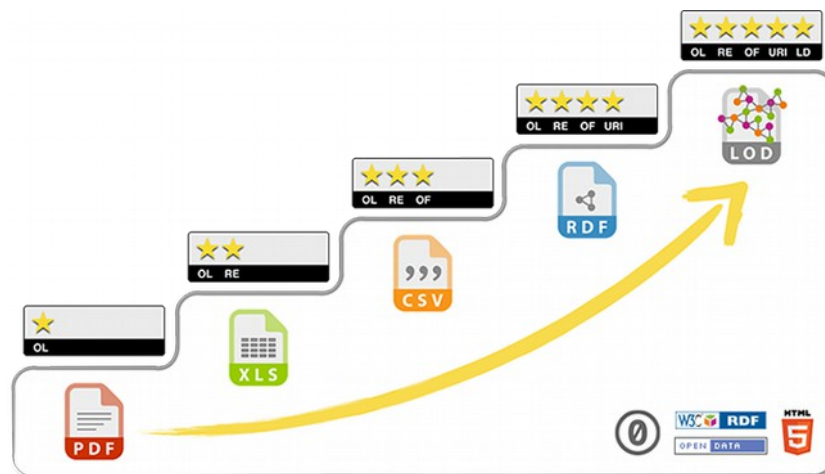 OL RE OF URI LD
OL RE OF URI
LOD
OL RE OF
RDF
OL RE
CSV
OL
XLS
PDF
0
W3C RDF
OPEN DATA
HTML
5